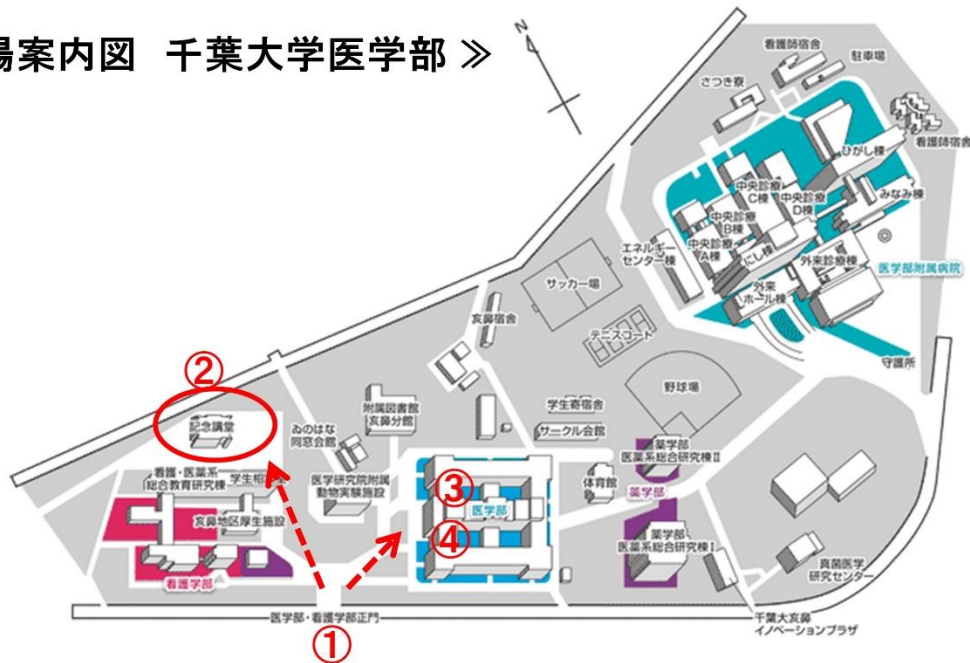 場案内図 千葉大学医学部 ≫
N
看護師宿舎
駐車場
さつき寮
ひがし棟
看護師宿舎
中央診療
C棟
中央診療
D棟
みなみ棟
中央診療
B棟
エネルギー
センター棟
中央診療
A棟
にし棟
外来診療棟
医学部附属病院
サッカー場
外来
ホール棟
亥鼻宿舎
テニスコート
守護所
②
野球場
記念講堂
附属図書館
亥鼻分館
学生寄宿舎
ゐのはな
同窓会館
サークル会館
薬学部
医薬系総合研究棟Ⅱ
看護・医薬系
総合教育研究棟
学生相
医学研究院附属
動物実験施設
③
医学部
体育館
薬学部
亥鼻地区厚生施設
④
薬学部
医薬系総合研究棟Ⅰ
看護学部
真菌医学
研究センター
医学部・看護学部正門
千葉大亥鼻
イノベーションプラザ
①